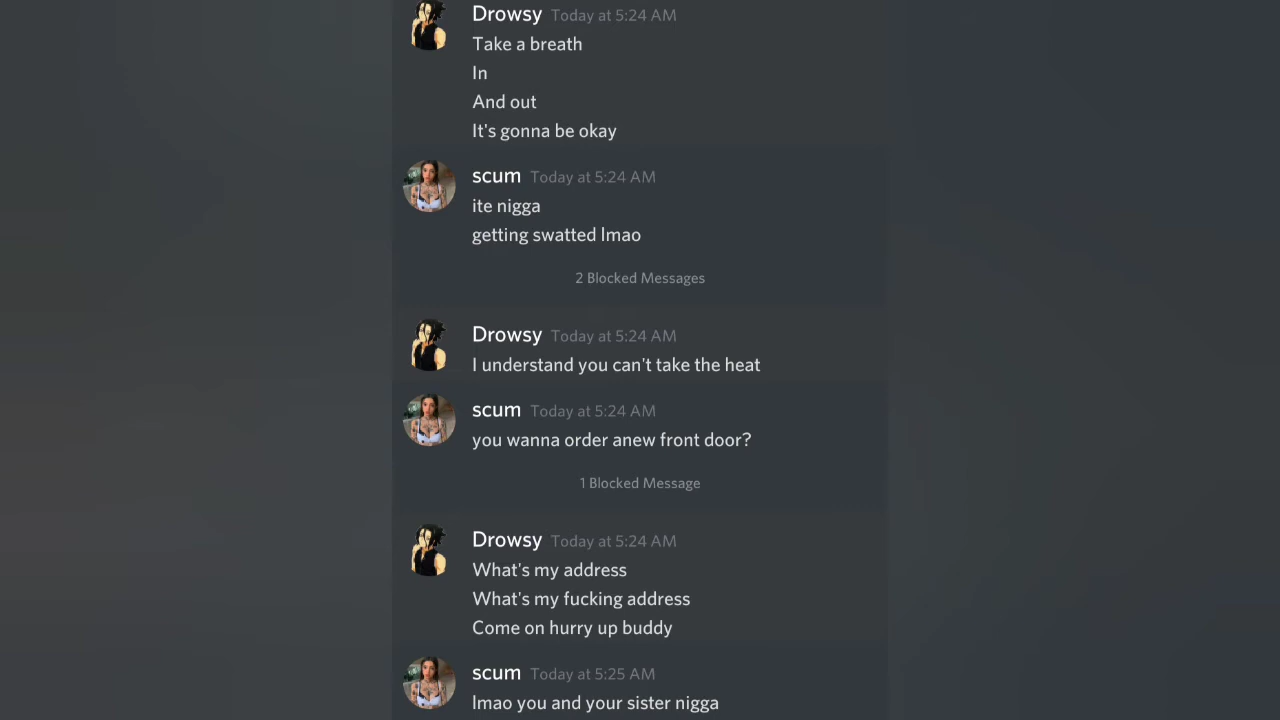 Drowsy Today at 5:24 AM
Take a breath
In
And out
It's gonna be okay
scum Today at 5:24 AM
ite nigga
getting swatted lmao
2 Blocked Messages
Drowsy Today at 5:24 AM
I understand you can't take the heat
scum Today at 5:24 AM
you wanna order anew front door?
1 Blocked Message
Drowsy Today at 5:24 AM
What's my address
What's my fucking address
Come on hurry up buddy
scum Today at 5:25 AM
lmao you and your sister nigga